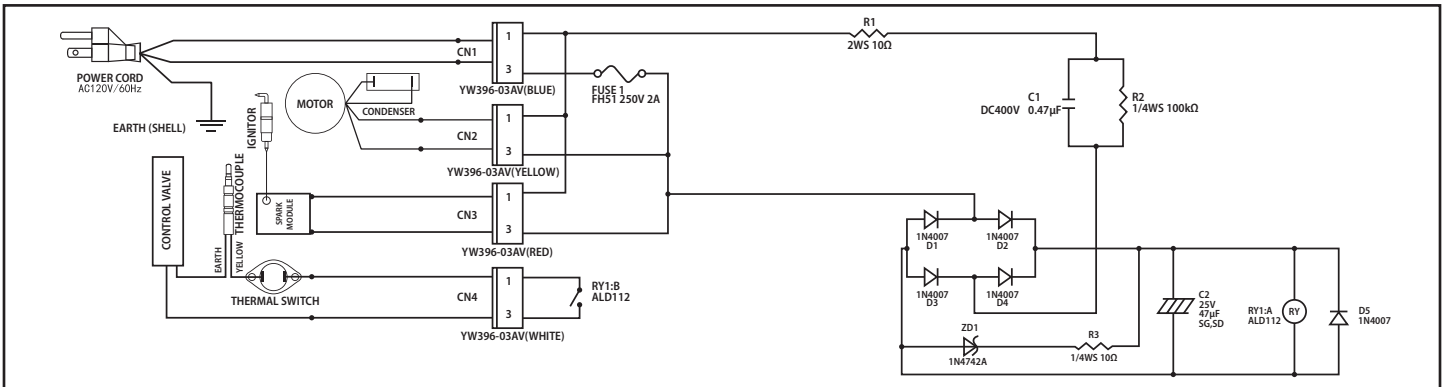 POWER CORD
AC120V/60Hz
EARTH (SHELL)
MOTOR
CONDENSER
IGNITOR
THERMOCOUPLE
CONTROL VALVE
SPARK
MODULE
EARTH
YELLOW
THERMAL SWITCH
CN1
1
3
YW396-03AV(BLUE)
CN2
1
3
YW396-03AV(YELLOW)
CN3
1
3
YW396-03AV(RED)
CN4
1
3
YW396-03AV(WHITE)
FUSE 1
FH51 250V 2A
RY1:B
ALD112
R1
2WS 10Ω
C1
DC400V 0.47μF
R2
1/4WS 100kΩ
1N4007
D1
1N4007
D2
1N4007
D3
1N4007
D4
ZD1
1N4742A
R3
1/4WS 10Ω
C2
25V
47μF
SG,SD
RY1:A
ALD112
RY
D5
1N4007